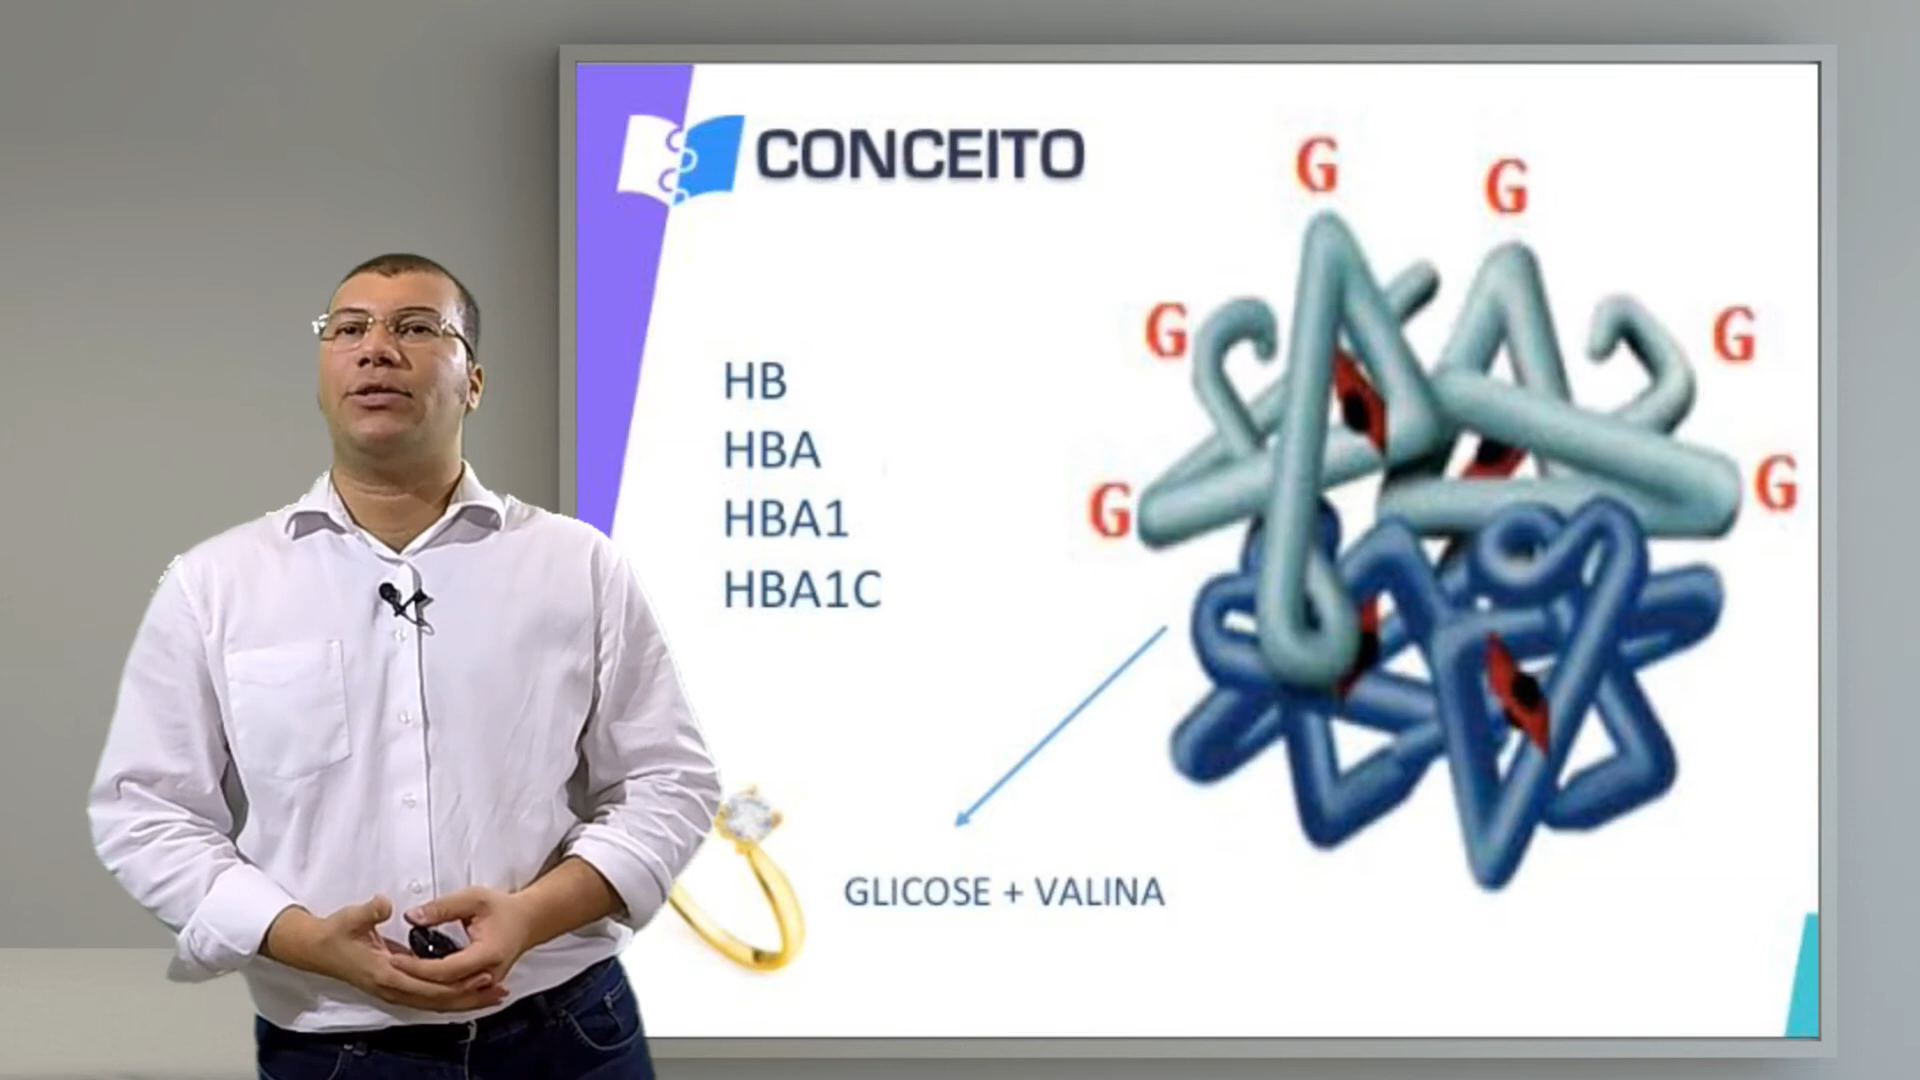 CONCEITO
G
G
G
G
G
G
HB
HBA
HBA1
HBA1C
GLICOSE + VALINA